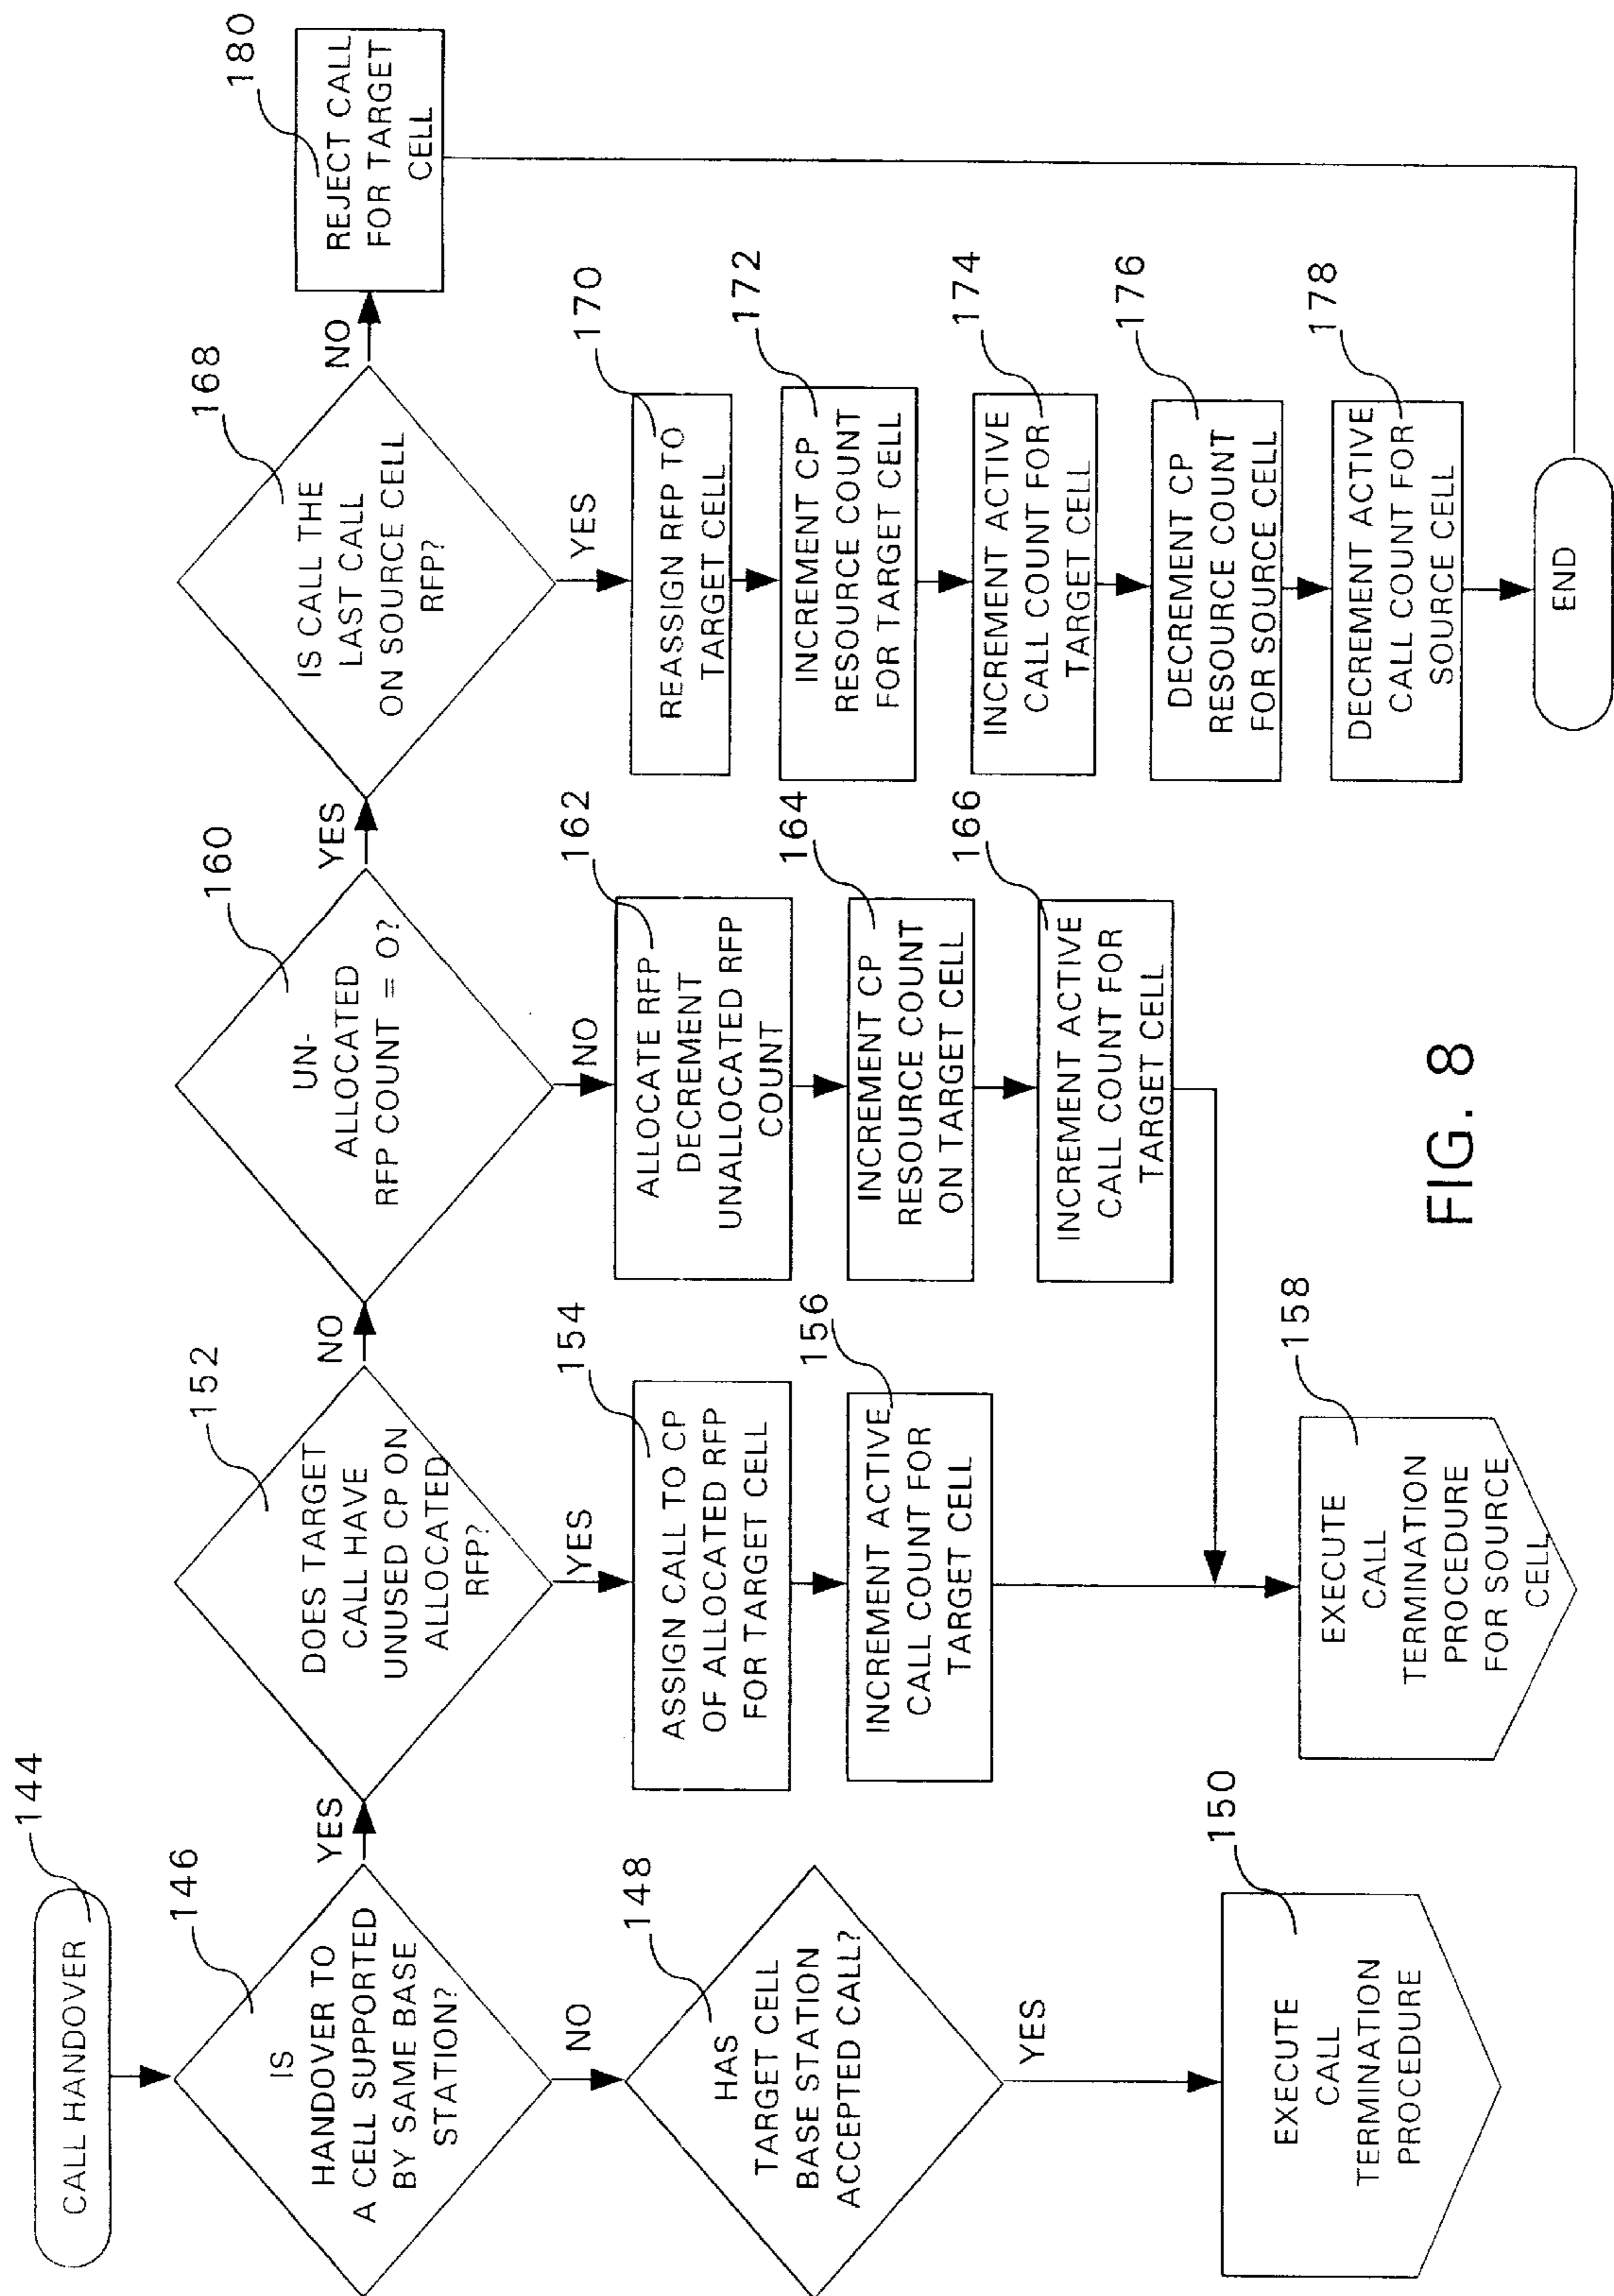 CALL HANDOVER
144
IS
HANDOVER TO
A CELL SUPPORTED
BY SAME BASE
STATION?
146
YES
NO
HAS
TARGET CELL
BASE STATION
ACCEPTED CALL?
148
YES
EXECUTE
CALL
TERMINATION
PROCEDURE
150
DOES TARGET
CALL HAVE
UNUSED CP ON
ALLOCATED
RFP?
152
NO
YES
ASSIGN CALL TO CP
OF ALLOCATED RFP
FOR TARGET CELL
154
INCREMENT ACTIVE
CALL COUNT FOR
TARGET CELL
156
EXECUTE
CALL
TERMINATION
PROCEDURE
FOR SOURCE
CELL
158
UN-
ALLOCATED
RFP COUNT = 0?
160
YES
NO
ALLOCATE RFP
DECREMENT
UNALLOCATED RFP
COUNT
162
INCREMENT CP
RESOURCE COUNT
ON TARGET CELL
164
INCREMENT ACTIVE
CALL COUNT FOR
TARGET CELL
166
IS CALL THE
LAST CALL
ON SOURCE CELL
RFP?
168
NO
YES
REASSIGN RFP TO
TARGET CELL
170
INCREMENT CP
RESOURCE COUNT
FOR TARGET CELL
172
INCREMENT ACTIVE
CALL COUNT FOR
TARGET CELL
174
DECREMENT CP
RESOURCE COUNT
FOR SOURCE CELL
176
DECREMENT ACTIVE
CALL COUNT FOR
SOURCE CELL
178
REJECT CALL
FOR TARGET
CELL
180
END
FIG. 8